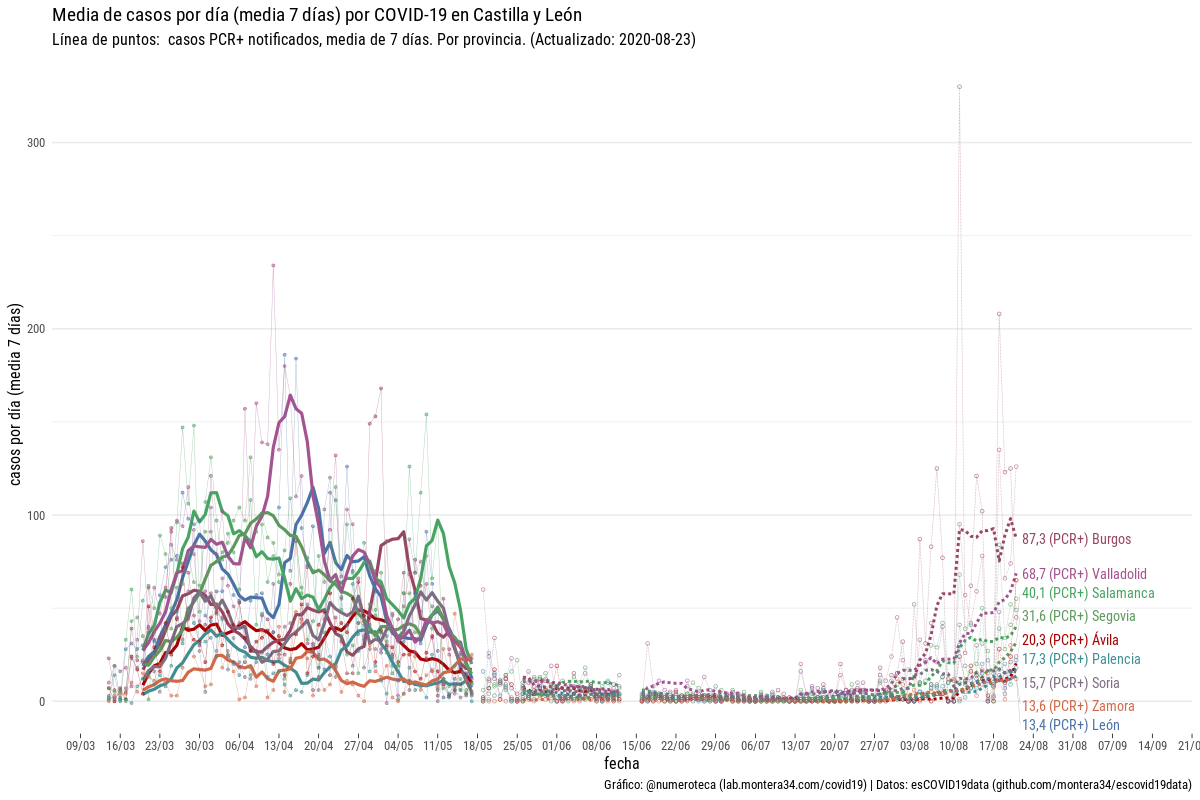 Media de casos por día (media 7 días) por COVID-19 en Castilla y León
Línea de puntos:  casos PCR+ notificados, media de 7 días. Por provincia. (Actualizado: 2020-08-23)
casos por día (media 7 días)
300
200
100
0
87,3 (PCR+) Burgos
68,7 (PCR+) Valladolid
40,1 (PCR+) Salamanca
31,6 (PCR+) Segovia
20,3 (PCR+) Ávila
17,3 (PCR+) Palencia
15,7 (PCR+) Soria
13,6 (PCR+) Zamora
13,4 (PCR+) León
09/03 16/03 23/03 30/03 06/04 13/04 20/04 27/04 04/05 11/05 18/05 25/05 01/06 08/06 15/06 22/06 29/06 06/07 13/07 20/07 27/07 03/08 10/08 17/08 24/08 31/08 07/09 14/09 21/0
fecha
Gráfico: @numeroteca (lab.montera34.com/covid19) | Datos: esCOVID19data (github.com/montera34/escovid19data)